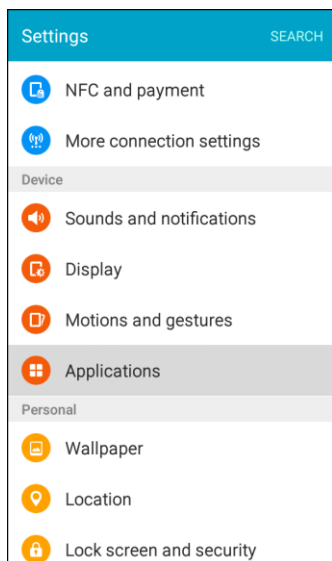 Settings SEARCH
NFC and payment
More connection settings
Device
Sounds and notifications
Display
Motions and gestures
Applications
Personal
Wallpaper
Location
Lock screen and security